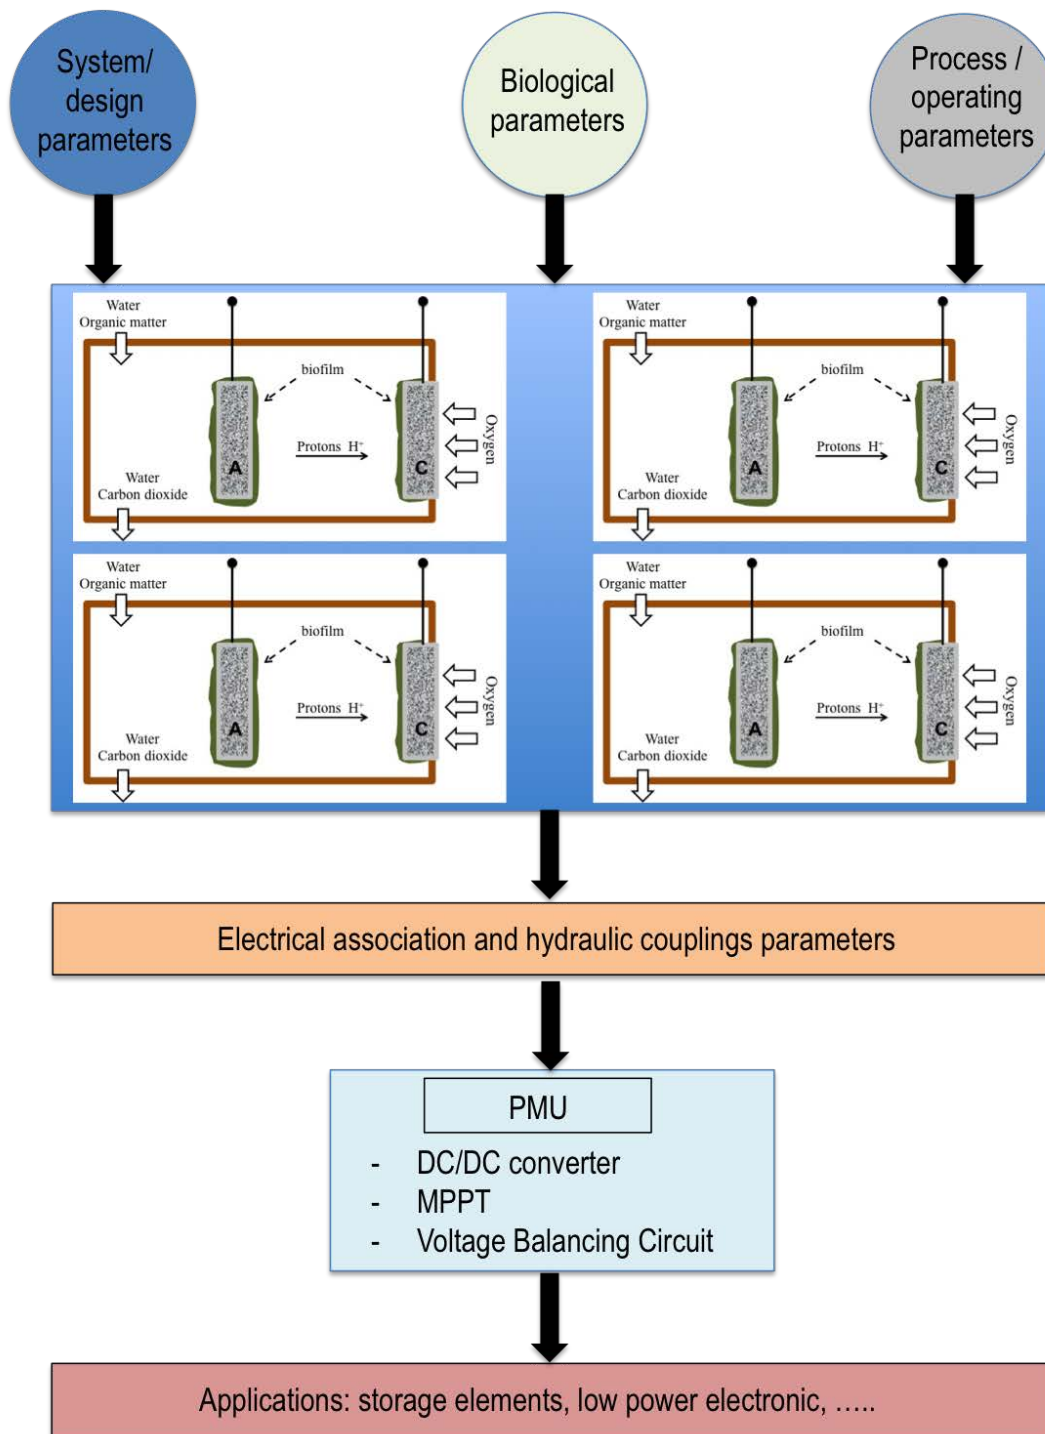 System/
design
parameters
Biological
parameters
Process /
operating
parameters
Water
Organic matter
biofilm
Oxygen
Protons H⁺
A
C
Water
Carbon dioxide
Water
Organic matter
biofilm
Oxygen
Protons H⁺
A
C
Water
Carbon dioxide
Water
Organic matter
biofilm
Oxygen
Protons H⁺
A
C
Water
Carbon dioxide
Water
Organic matter
biofilm
Oxygen
Protons H⁺
A
C
Water
Carbon dioxide
Electrical association and hydraulic couplings parameters
PMU
- DC/DC converter
- MPPT
- Voltage Balancing Circuit
Applications: storage elements, low power electronic, .....